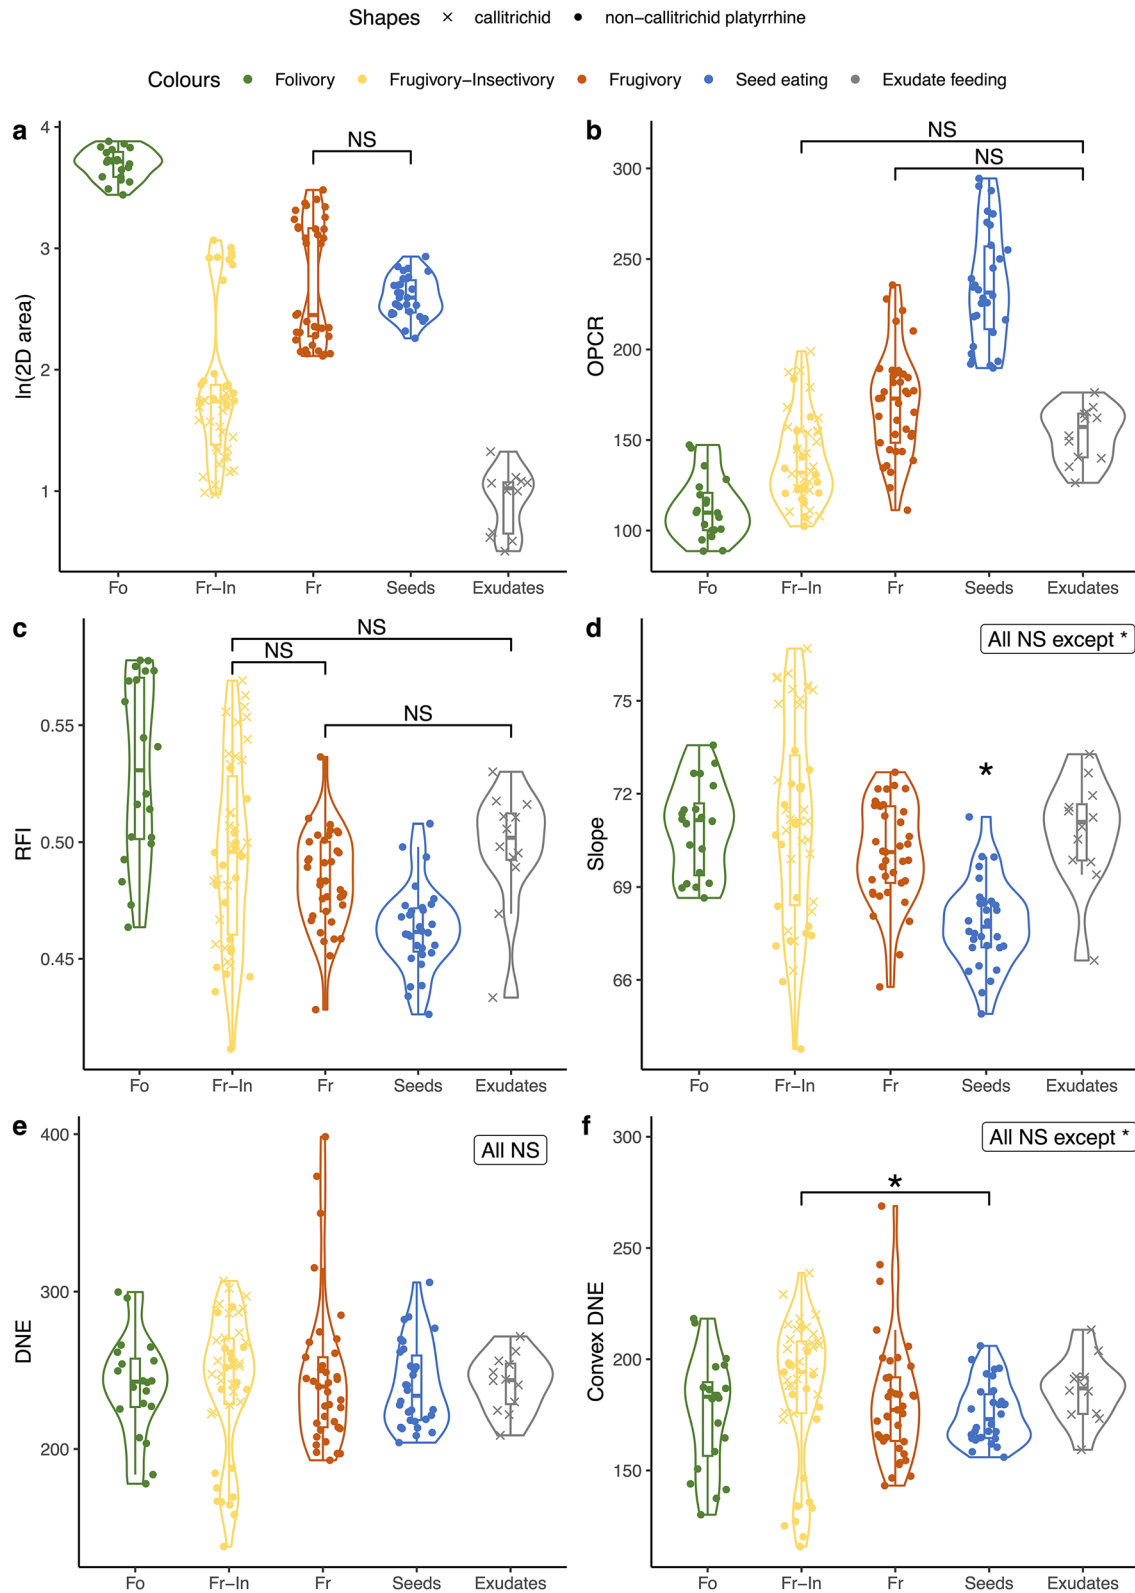 Shapes × callitrichid • non−callitrichid platyrrhine
Colours • Folivory • Frugivory−Insectivory • Frugivory • Seed eating • Exudate feeding
a
ln(2D area)
4
3
2
1
NS
Fo Fr−In Fr Seeds Exudates
b
OPCR
300
250
200
150
100
NS
NS
Fo Fr−In Fr Seeds Exudates
c
RFI
0.55
0.50
0.45
NS
NS
NS
Fo Fr−In Fr Seeds Exudates
d
All NS except *
Slope
75
72
69
66
*
Fo Fr−In Fr Seeds Exudates
e
All NS
DNE
400
300
200
Fo Fr−In Fr Seeds Exudates
f
All NS except *
Convex DNE
300
250
200
150
*
Fo Fr−In Fr Seeds Exudates